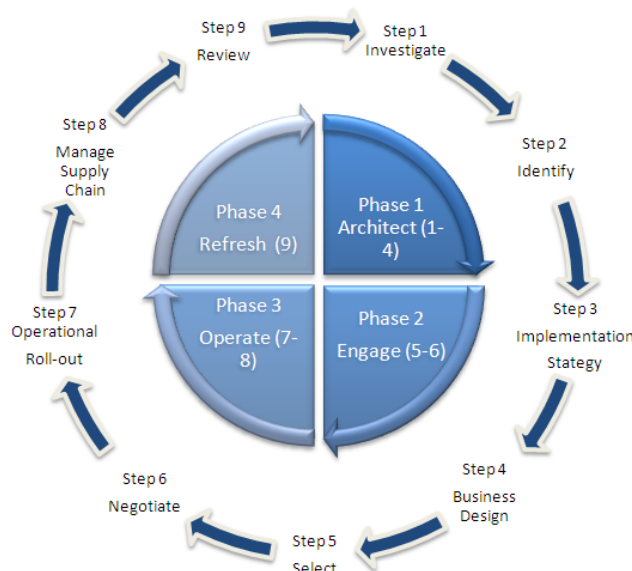 Step 1
Investigate
Step 2
Identify
Step 3
Implementation
Stategy
Step 4
Business
Design
Step 5
Select
Step 6
Negotiate
Step 7
Operational
Roll-out
Step 8
Manage
Supply
Chain
Step 9
Review
Phase 1
Architect (1-
4)
Phase 2
Engage (5-6)
Phase 3
Operate (7-
8)
Phase 4
Refresh (9)